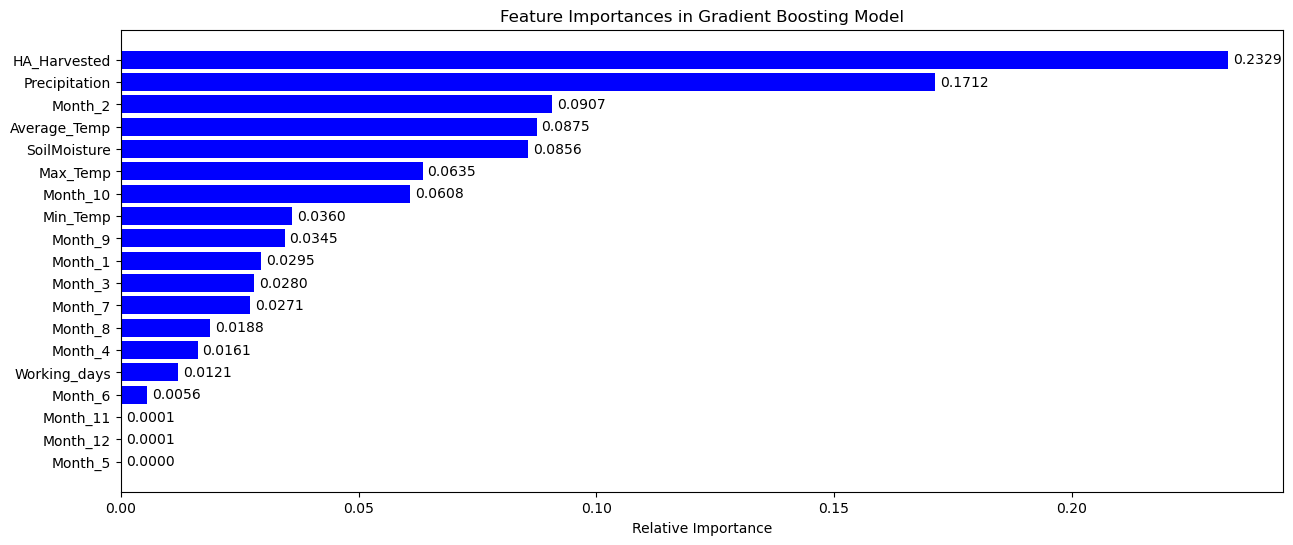 Feature Importances in Gradient Boosting Model
HA_Harvested 0.2329
Precipitation 0.1712
Month_2 0.0907
Average_Temp 0.0875
SoilMoisture 0.0856
Max_Temp 0.0635
Month_10 0.0608
Min_Temp 0.0360
Month_9 0.0345
Month_1 0.0295
Month_3 0.0280
Month_7 0.0271
Month_8 0.0188
Month_4 0.0161
Working_days 0.0121
Month_6 0.0056
Month_11 0.0001
Month_12 0.0001
Month_5 0.0000
0.00 0.05 0.10 0.15 0.20
Relative Importance